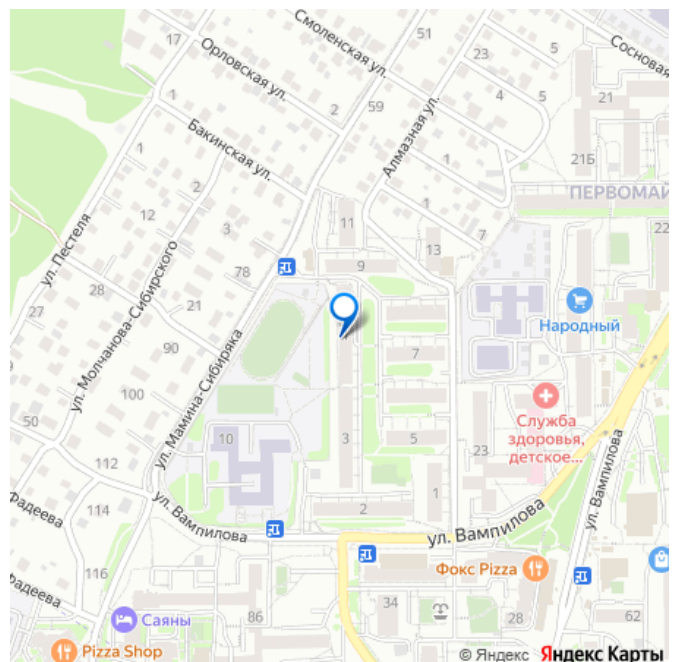 Смоленская ул.
51
17
Орловская ул.
23
5
Сосновая
4
5
21
1
2
59
Алмазная ул.
Бакинская ул.
21Б
ПЕРВОМАЙ
ул. Пестеля
12
3
11
1
7
13
22
78
9
28
ул. Молчанова-Сибирского
21
27
Народный
90
ул. Мамина-Сибиряка
7
100
Служба
здоровья,
детское...
50
10
3
5
23
112
ул. Вампилова
Фадеева
114
ул. Вампилова
2
1
ул. Вампилова
Фокс Pizza
116
Фадеева
Саяны
86
34
28
62
Pizza Shop
© Яндекс Яндекс Карты